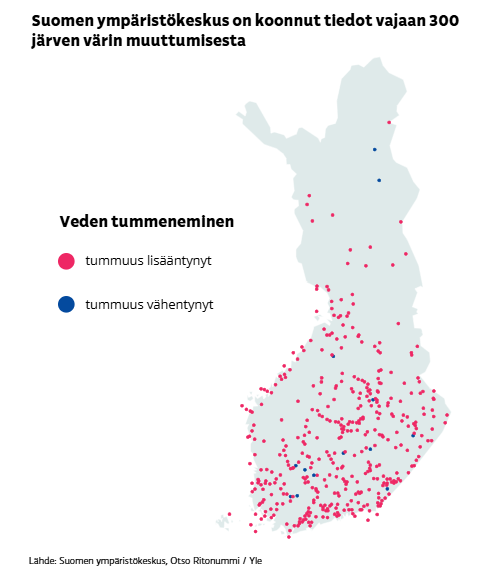 Suomen ympäristökeskus on koonnut tiedot vajaan 300
järven värin muuttumisesta
Veden tummeneminen
tummuus lisääntynyt
tummuus vähentynyt
Lähde: Suomen ympäristökeskus, Otso Ritonummi / Yle